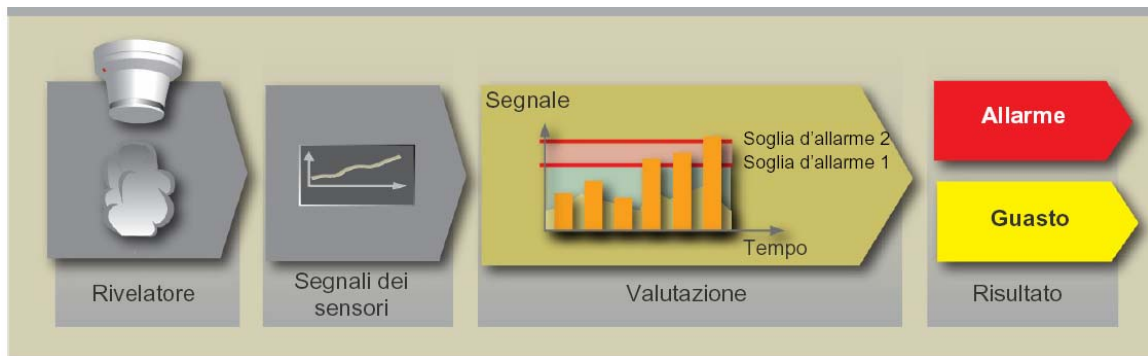 Rivelatore
Segnali dei
sensori
Segnale
Soglia d'allarme 2
Soglia d'allarme 1
Tempo
Valutazione
Allarme
Guasto
Risultato